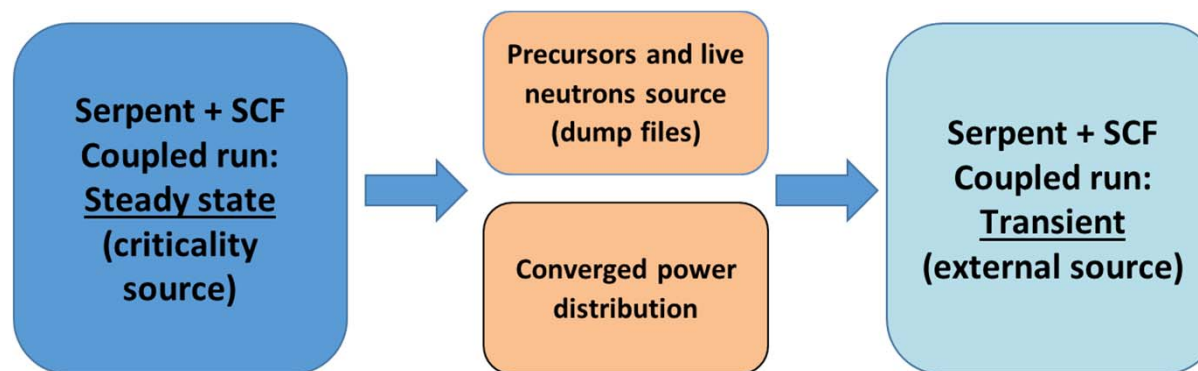 Serpent + SCF
Coupled run:
Steady state
(criticality
source)
Precursors and live
neutrons source
(dump files)
Converged power
distribution
Serpent + SCF
Coupled run:
Transient
(external source)